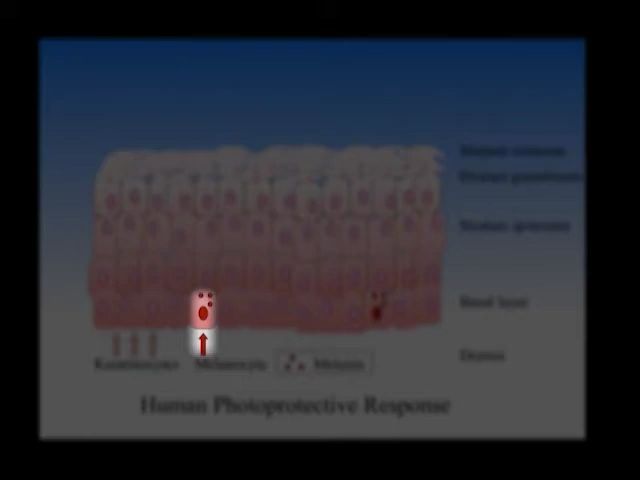 Stratum corneum
Stratum granulosum
Stratum spinosum
Basal layer
Dermis
Keratinocytes Melanocyte Melanin
Human Photoprotective Response